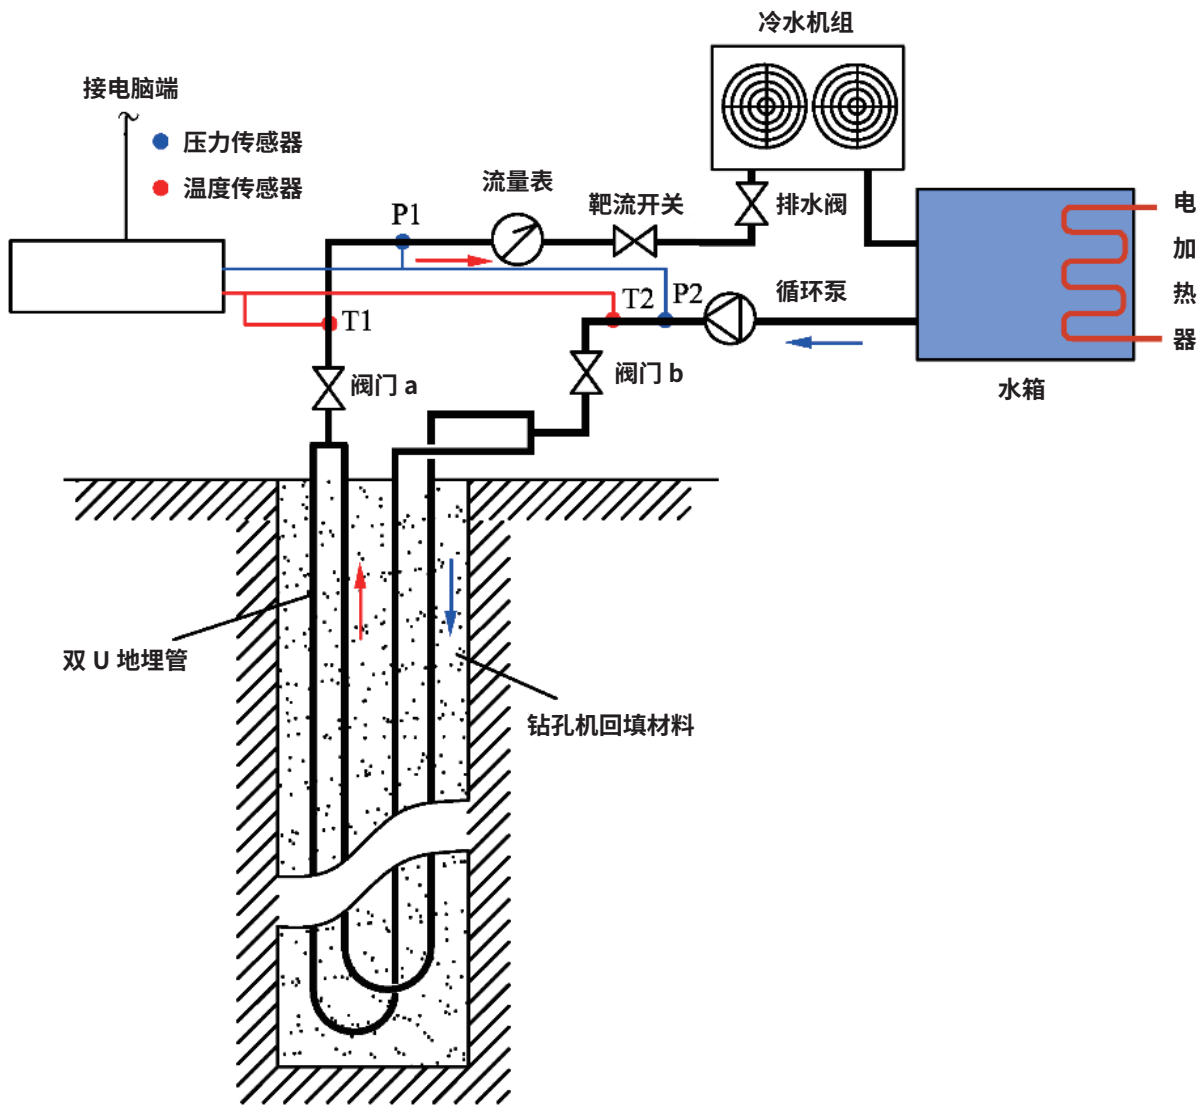 冷水机组
接电脑端
压力传感器
温度传感器
流量表
靶流开关
排水阀
P1
电加热器
循环泵
T2
P2
T1
阀门 a
阀门 b
水箱
双 U 地埋管
钻孔机回填材料